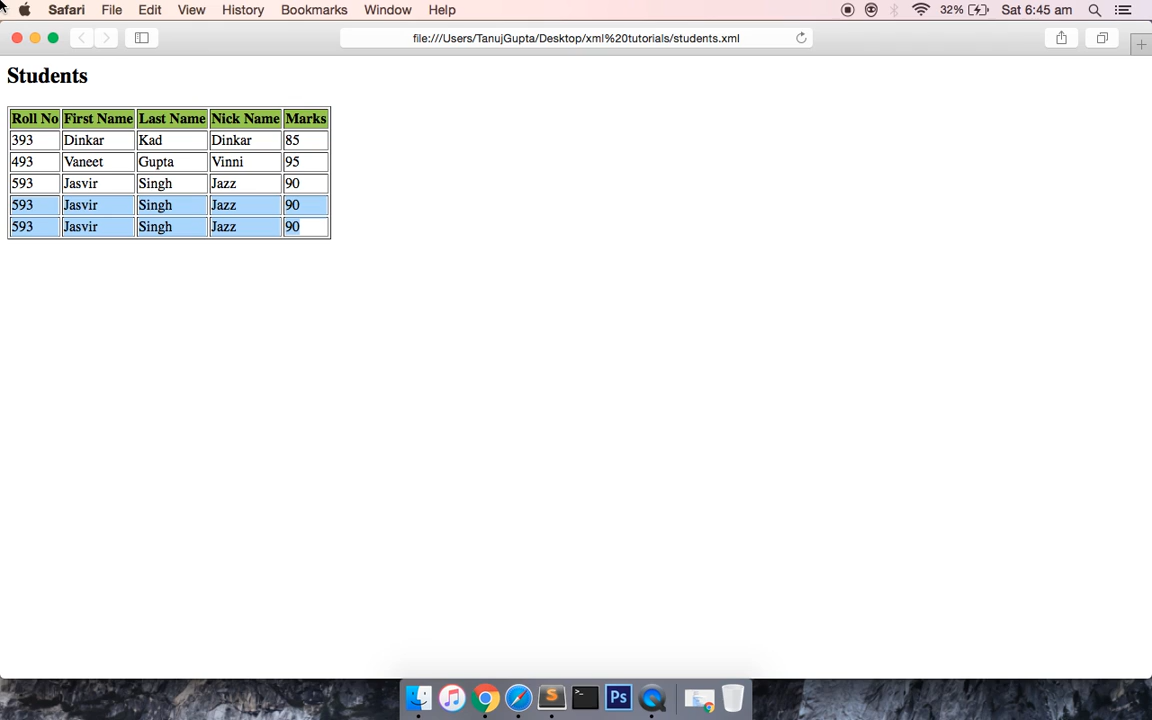 Safari File Edit View History Bookmarks Window Help 32% Sat 6:45 am
file:///Users/TanujGupta/Desktop/xml%20tutorials/students.xml
Students
Roll No First Name Last Name Nick Name Marks
393 Dinkar Kad Dinkar 85
493 Vaneet Gupta Vinni 95
593 Jasvir Singh Jazz 90
593 Jasvir Singh Jazz 90
593 Jasvir Singh Jazz 90
S >_ Ps